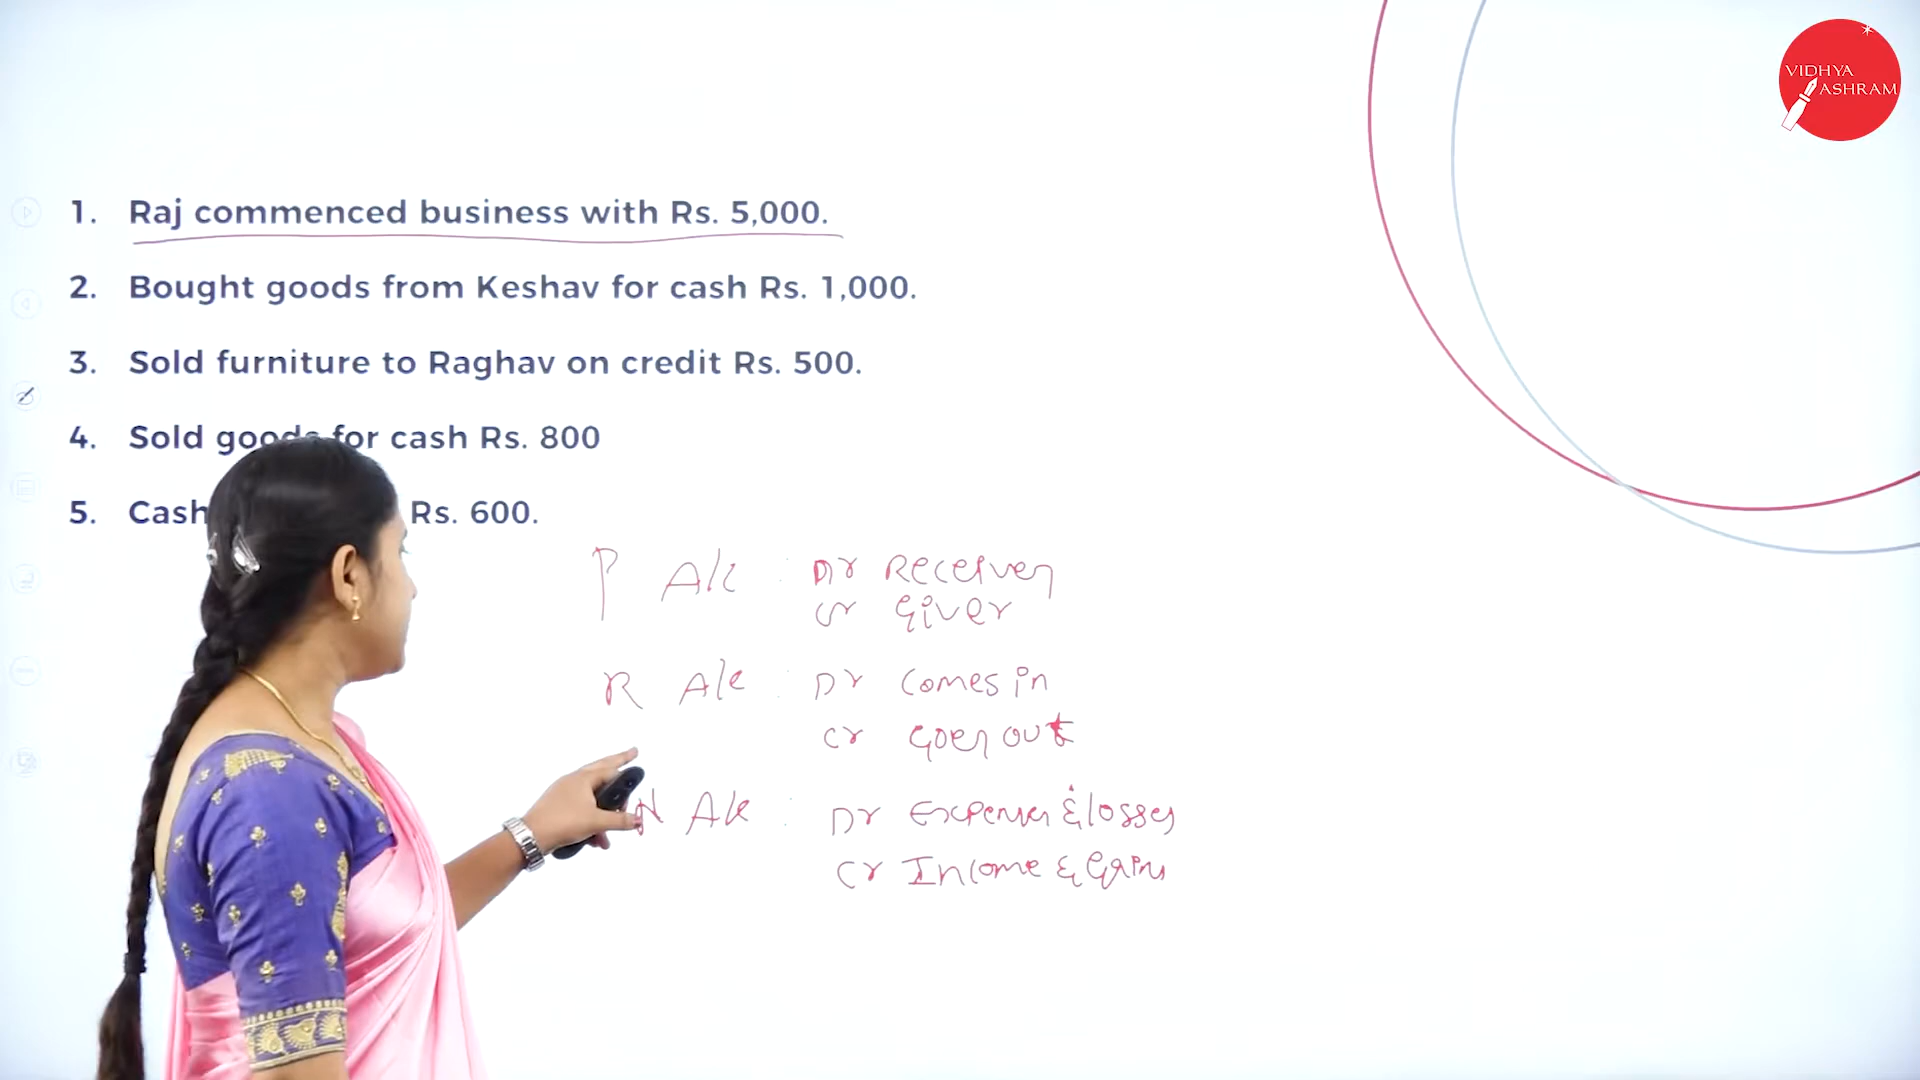 VIDHYA
ASHRAM
1. Raj commenced business with Rs. 5,000.
2. Bought goods from Keshav for cash Rs. 1,000.
3. Sold furniture to Raghav on credit Rs. 500.
4. Sold goods for cash Rs. 800
5. Cash Rs. 600.
P A/c : Dr Receiver
Cr Giver
R A/c : Dr Comes in
Cr Goes out
N A/c : Dr Expenses & losses
Cr Income & Gains